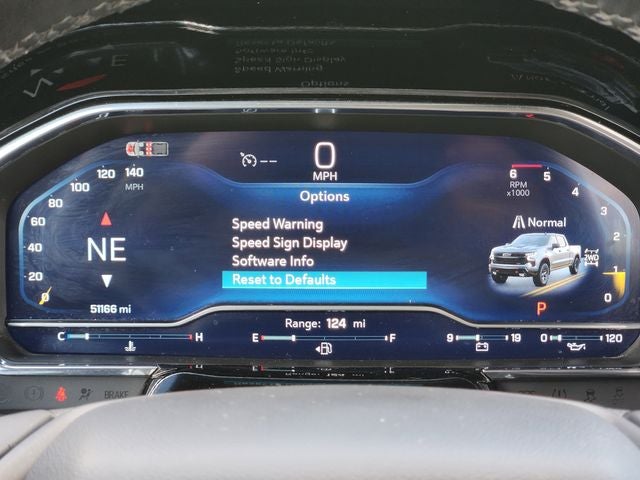 0
MPH
Options
Speed Warning
Speed Sign Display
Software Info
Reset to Defaults
140
MPH
120
100
80
60
40
20
0
NE
51166 mi
6
5
4
3
2
1
0
RPM
x1000
Normal
2WD
P
Range: 124 mi
C H
E F
9 19
0 120
BRAKE